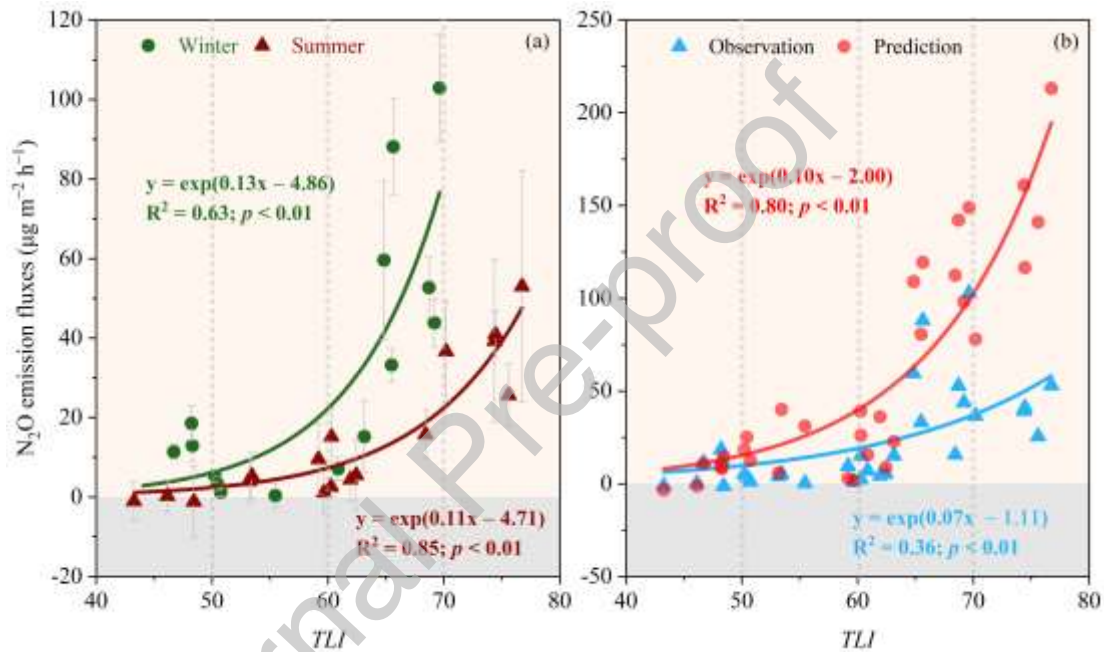 120
100
80
60
40
20
0
-20
N₂O emission fluxes (μg m⁻² h⁻¹)
Winter Summer
(a)
y = exp(0.13x − 4.86)
R² = 0.63; p < 0.01
y = exp(0.11x − 4.71)
R² = 0.85; p < 0.01
40 50 60 70 80
TLI
250
200
150
100
50
0
-50
Observation Prediction
(b)
y = exp(0.10x − 2.00)
R² = 0.80; p < 0.01
y = exp(0.07x − 1.11)
R² = 0.36; p < 0.01
40 50 60 70 80
TLI
rnal Pre-proof